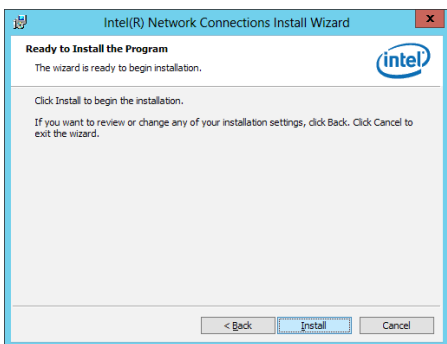 Intel(R) Network Connections Install Wizard
x
Ready to Install the Program
The wizard is ready to begin installation.
intel
Click Install to begin the installation.
If you want to review or change any of your installation settings, click Back. Click Cancel to
exit the wizard.
< Back
Install
Cancel